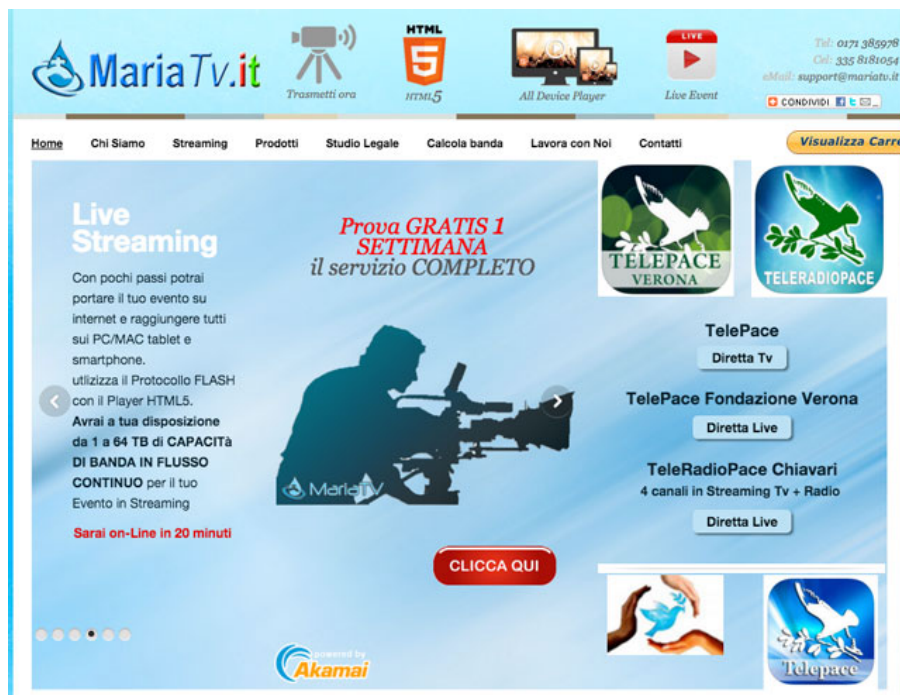 MariaTv.it
Trasmetti ora
HTML
5
HTML5
All Device Player
LIVE
Live Event
Tel: 0171 385978
Cel: 335 8181054
eMail: support@mariatv.it
CONDIVIDI
Home Chi Siamo Streaming Prodotti Studio Legale Calcola banda Lavora con Noi Contatti
Visualizza Carre
Live
Streaming
Con pochi passi potrai
portare il tuo evento su
internet e raggiungere tutti
sui PC/MAC tablet e
smartphone.
utlizizza il Protocollo FLASH
con il Player HTML5.
Avrai a tua disposizione
da 1 a 64 TB di CAPACITà
DI BANDA IN FLUSSO
CONTINUO per il tuo
Evento in Streaming
Sarai on-Line in 20 minuti
Prova GRATIS 1
SETTIMANA
il servizio COMPLETO
MariaTV
CLICCA QUI
powered by
Akamai
TELEPACE
VERONA
TELERADIOPACE
TelePace
Diretta Tv
TelePace Fondazione Verona
Diretta Live
TeleRadioPace Chiavari
4 canali in Streaming Tv + Radio
Diretta Live
Telepace